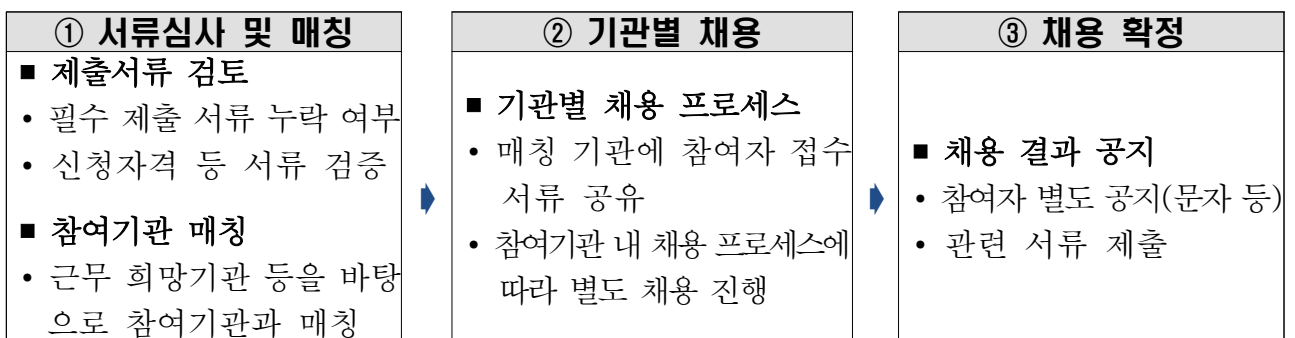 ① 서류심사 및 매칭
■ 제출서류 검토
• 필수 제출 서류 누락 여부
• 신청자격 등 서류 검증
■ 참여기관 매칭
• 근무 희망기관 등을 바탕
으로 참여기관과 매칭
② 기관별 채용
■ 기관별 채용 프로세스
• 매칭 기관에 참여자 접수
서류 공유
• 참여기관 내 채용 프로세스에
따라 별도 채용 진행
③ 채용 확정
■ 채용 결과 공지
• 참여자 별도 공지(문자 등)
• 관련 서류 제출